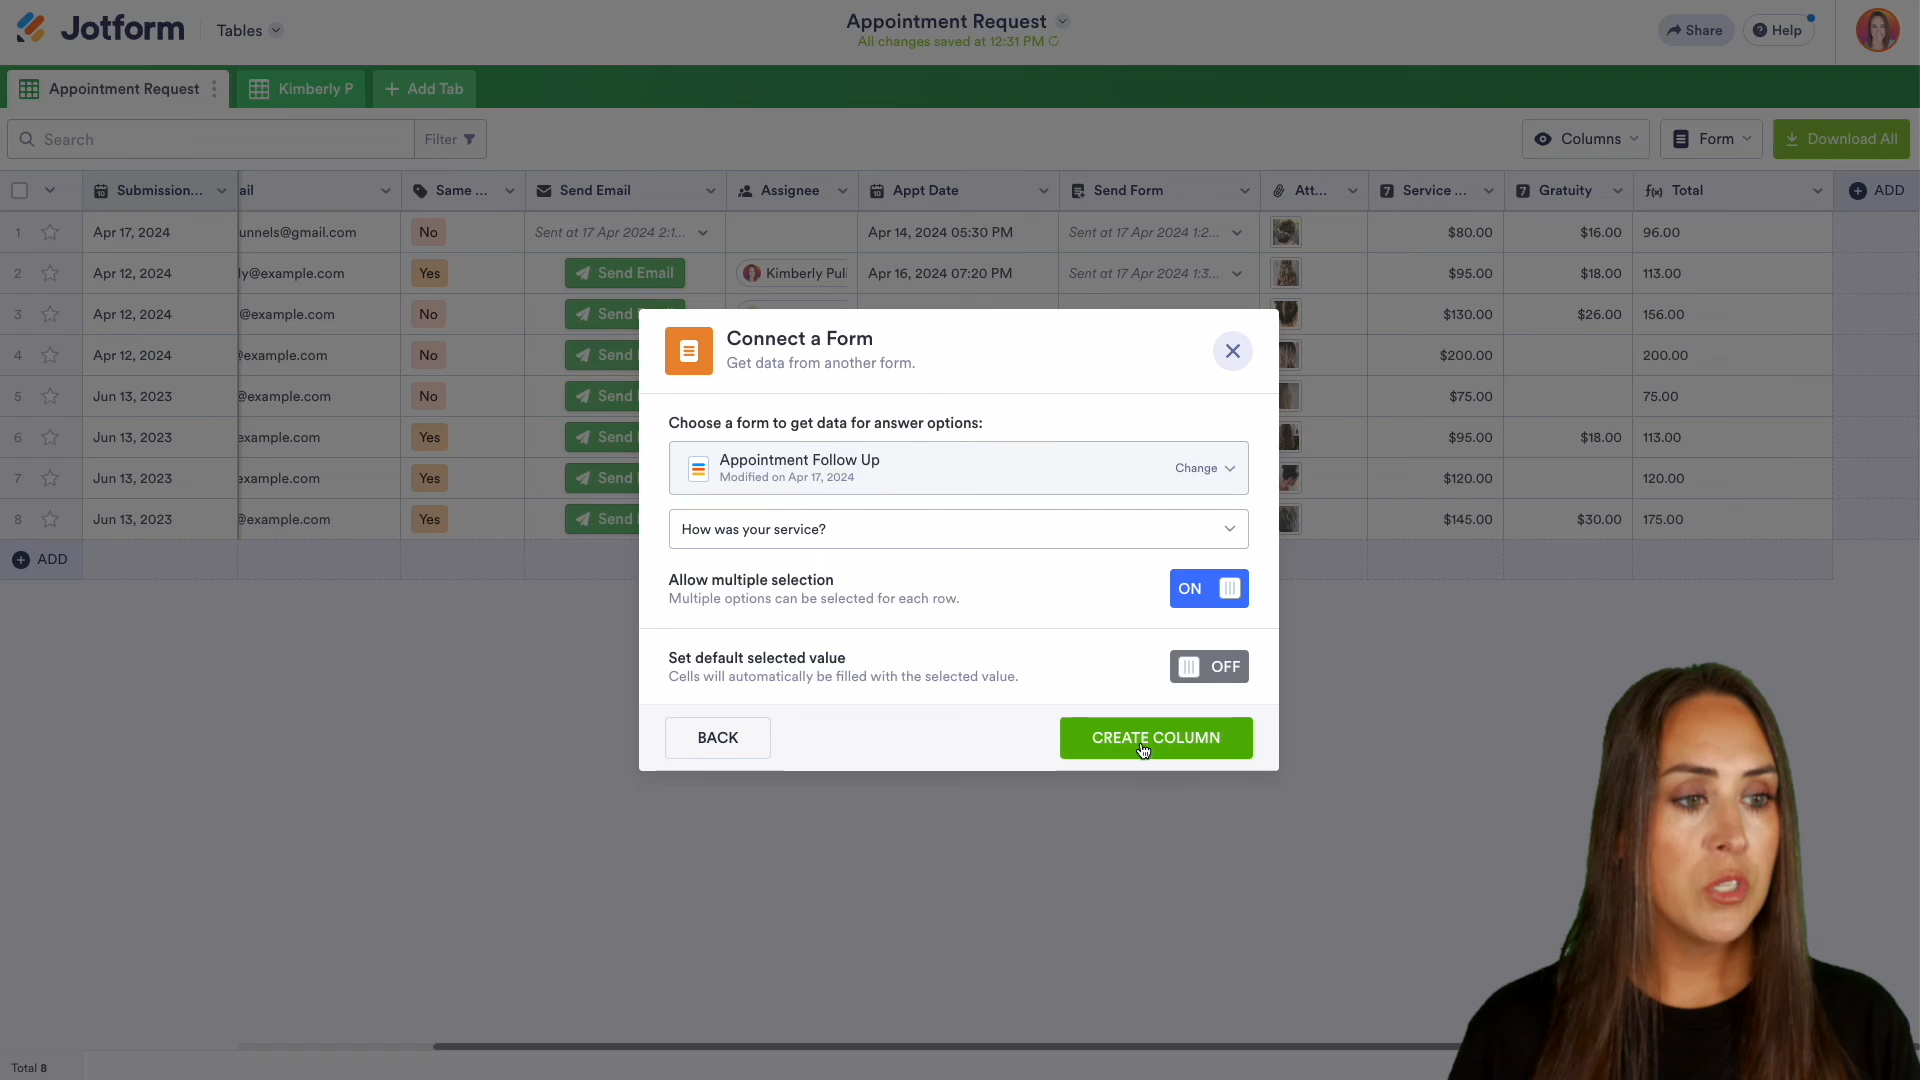 Jotform
Tables
Appointment Request
All changes saved at 12:31 PM
Share
Help
Appointment Request
Kimberly P
+ Add Tab
Search
Filter
Columns
Form
Download All
Submission... ail Same ... Send Email Assignee Appt Date Send Form Att... Service ... Gratuity f(x) Total ADD
1 Apr 17, 2024 unnels@gmail.com No Sent at 17 Apr 2024 2:1... Apr 14, 2024 05:30 PM Sent at 17 Apr 2024 1:2... $80.00 $16.00 96.00
2 Apr 12, 2024 ly@example.com Yes Send Email Kimberly Puli Apr 16, 2024 07:20 PM Sent at 17 Apr 2024 1:3... $95.00 $18.00 113.00
3 Apr 12, 2024 @example.com No Send $130.00 $26.00 156.00
4 Apr 12, 2024 @example.com No Send $200.00 200.00
5 Jun 13, 2023 @example.com No Send $75.00 75.00
6 Jun 13, 2023 example.com Yes Send $95.00 $18.00 113.00
7 Jun 13, 2023 example.com Yes Send $120.00 120.00
8 Jun 13, 2023 @example.com Yes Send $145.00 $30.00 175.00
ADD
Connect a Form
Get data from another form.
Choose a form to get data for answer options:
Appointment Follow Up
Modified on Apr 17, 2024
Change
How was your service?
Allow multiple selection
Multiple options can be selected for each row.
ON
Set default selected value
Cells will automatically be filled with the selected value.
OFF
BACK
CREATE COLUMN
Total 8